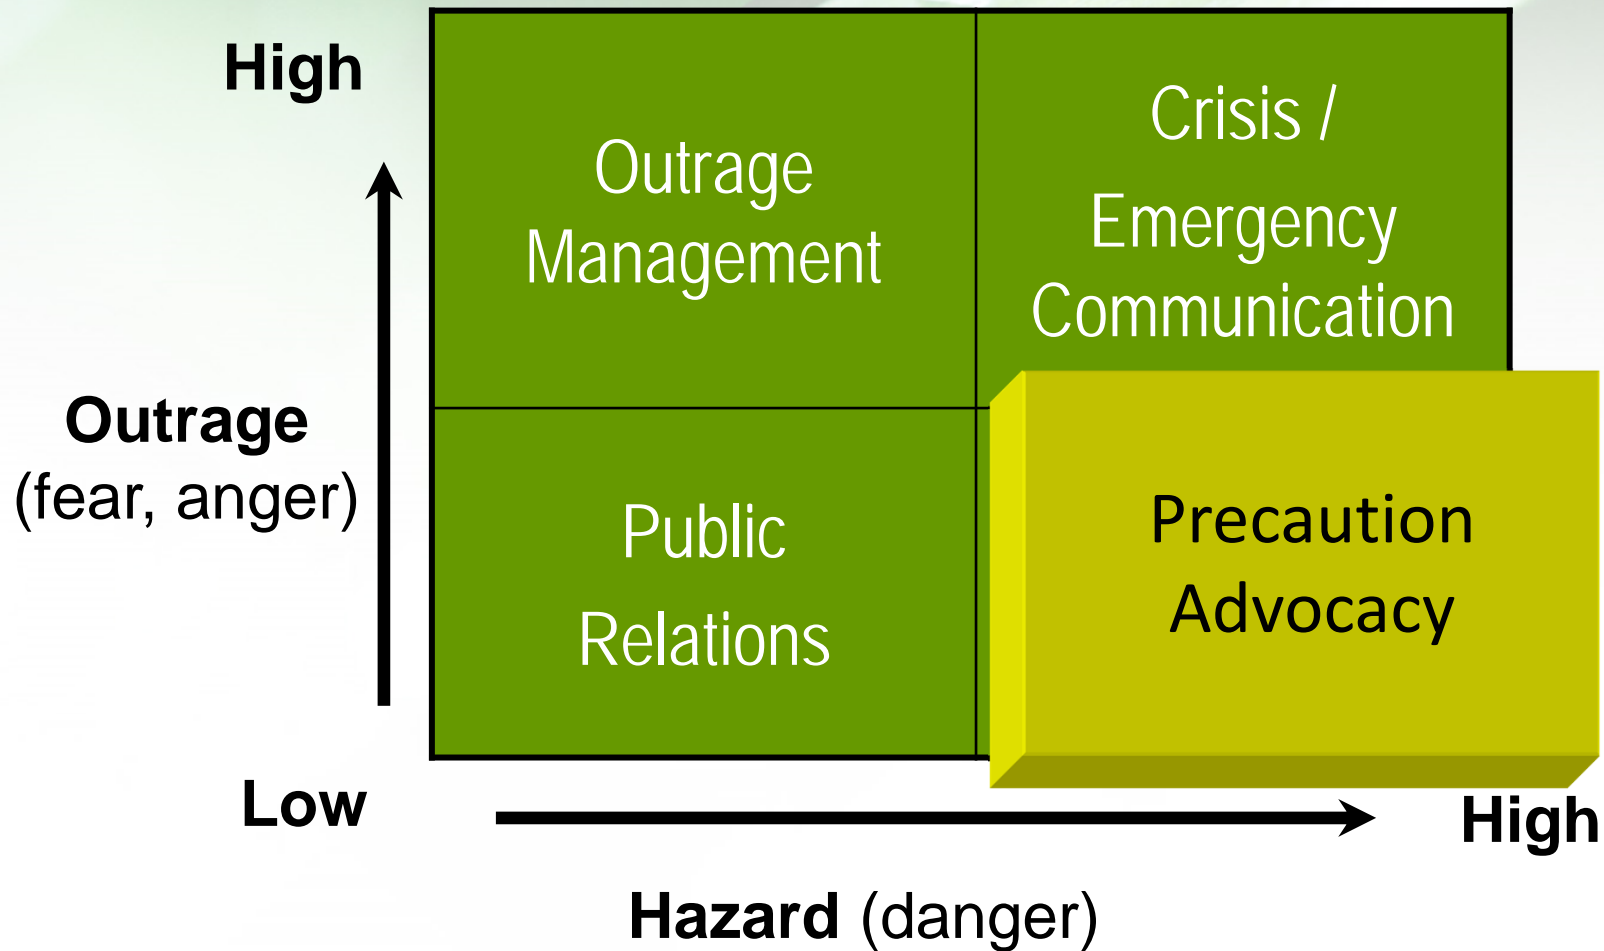 High
Outrage
Management
Crisis /
Emergency
Communication
Outrage
(fear, anger)
Public
Relations
Precaution
Advocacy
Low
High
Hazard (danger)